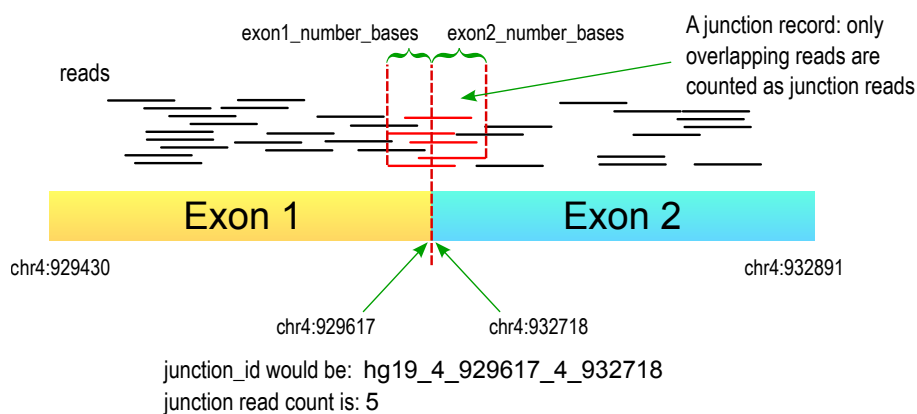 exon1_number_bases
exon2_number_bases
A junction record: only
overlapping reads are
counted as junction reads
reads
Exon 1
Exon 2
chr4:929430
chr4:932891
chr4:929617
chr4:932718
junction_id would be: hg19_4_929617_4_932718
junction read count is: 5